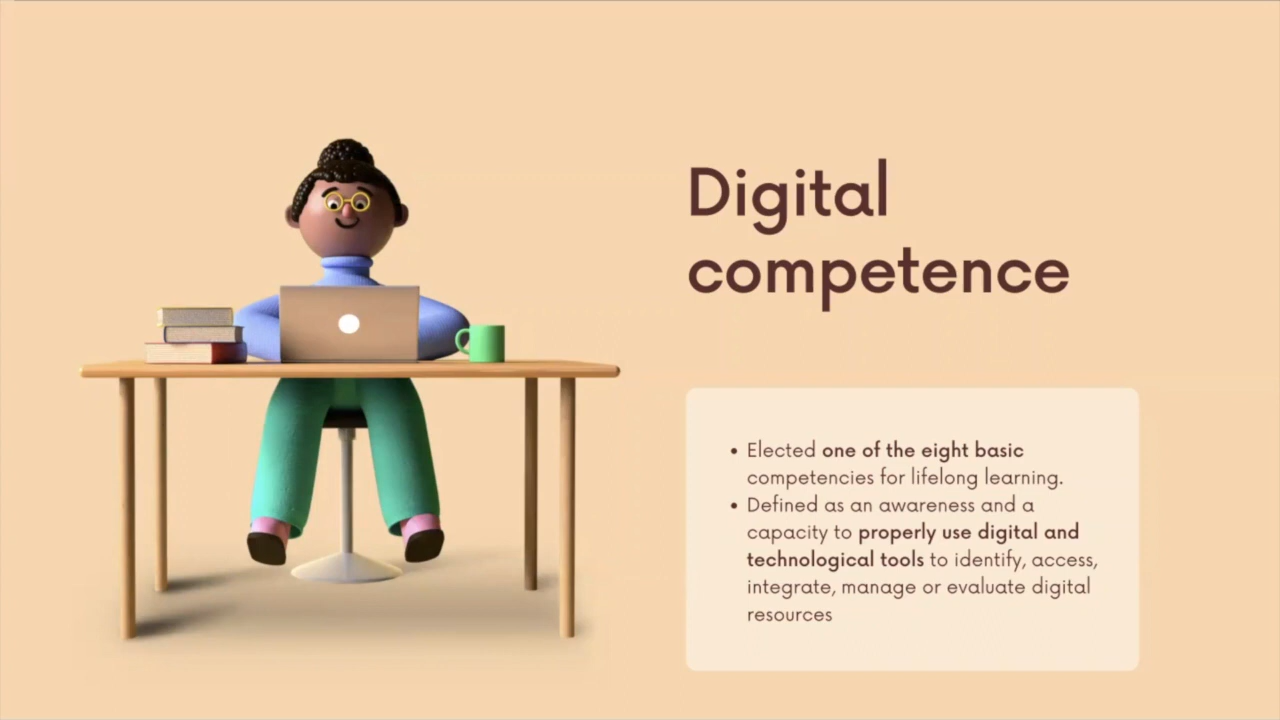 Digital
competence
• Elected one of the eight basic
competencies for lifelong learning.
• Defined as an awareness and a
capacity to properly use digital and
technological tools to identify, access,
integrate, manage or evaluate digital
resources